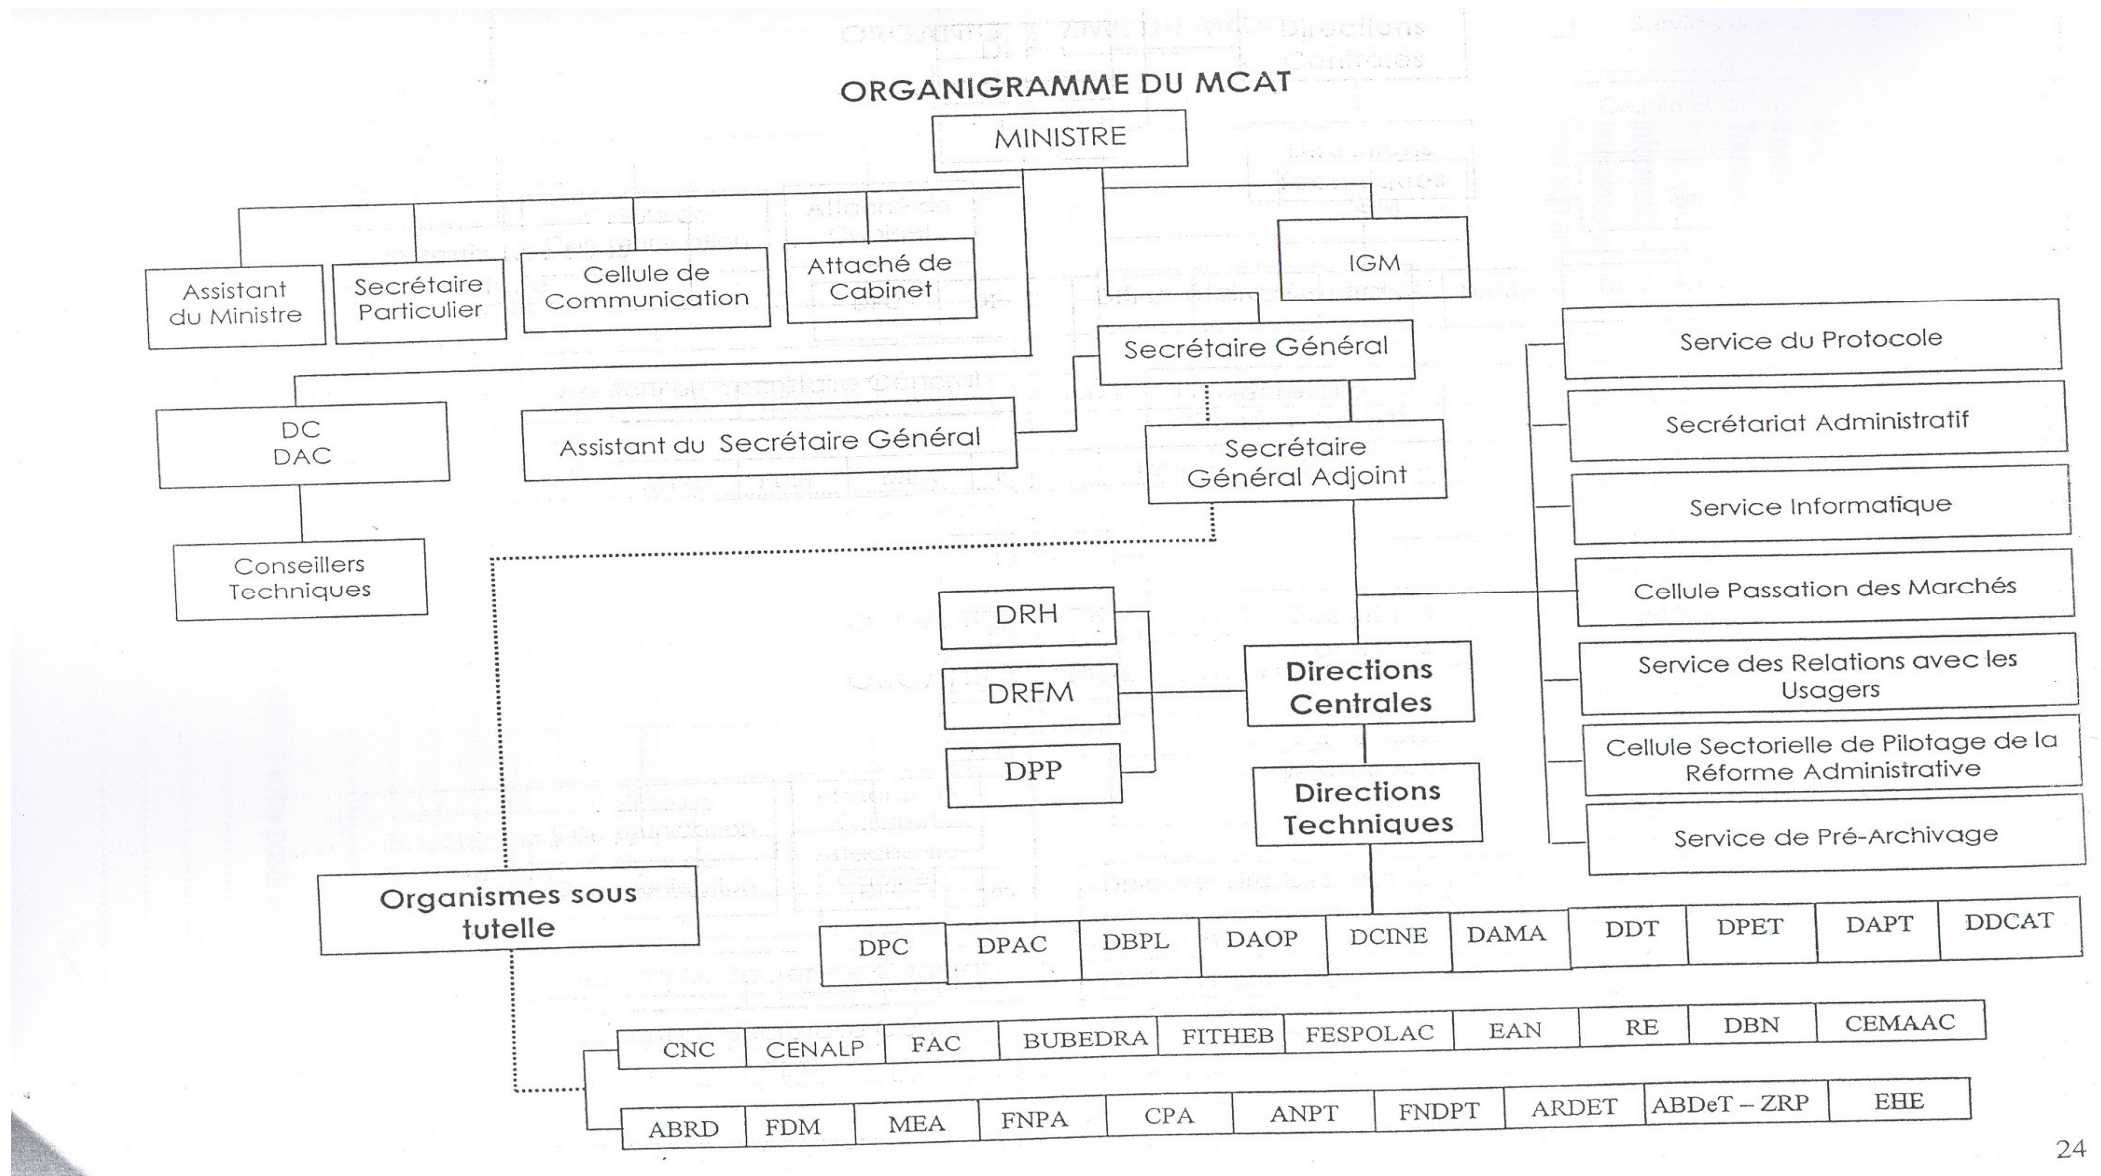 ORGANIGRAMME DU MCAT
MINISTRE
Assistant
du Ministre
Secrétaire
Particulier
Cellule de
Communication
Attaché de
Cabinet
IGM
Secrétaire Général
Service du Protocole
DC
DAC
Assistant du Secrétaire Général
Secrétaire
Général Adjoint
Secrétariat Administratif
Service Informatique
Conseillers
Techniques
Cellule Passation des Marchés
DRH
DRFM
DPP
Directions
Centrales
Service des Relations avec les
Usagers
Cellule Sectorielle de Pilotage de la
Réforme Administrative
Directions
Techniques
Service de Pré-Archivage
Organismes sous
tutelle
DPC DPAC DBPL DAOP DCINE DAMA DDT DPET DAPT DDCAT
CNC CENALP FAC BUBEDRA FITHEB FESPOLAC EAN RE DBN CEMAAC
ABRD FDM MEA FNPA CPA ANPT FNDPT ARDET ABDeT – ZRP EHE
24